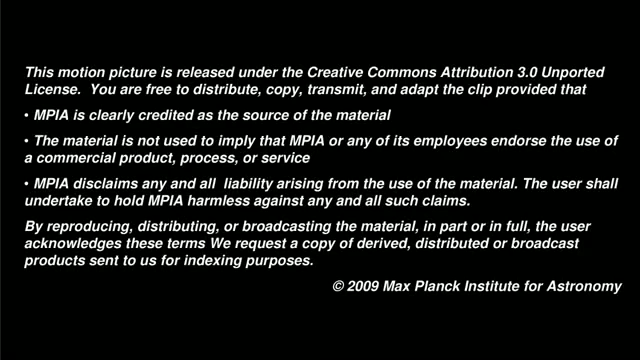 This motion picture is released under the Creative Commons Attribution 3.0 Unported
License.  You are free to distribute, copy, transmit, and adapt the clip provided that
• MPIA is clearly credited as the source of the material
• The material is not used to imply that MPIA or any of its employees endorse the use of
a commercial product, process, or service
• MPIA disclaims any and all  liability arising from the use of the material. The user shall
undertake to hold MPIA harmless against any and all such claims.
By reproducing, distributing, or broadcasting the material, in part or in full, the user
acknowledges these terms We request a copy of derived, distributed or broadcast
products sent to us for indexing purposes.
© 2009 Max Planck Institute for Astronomy